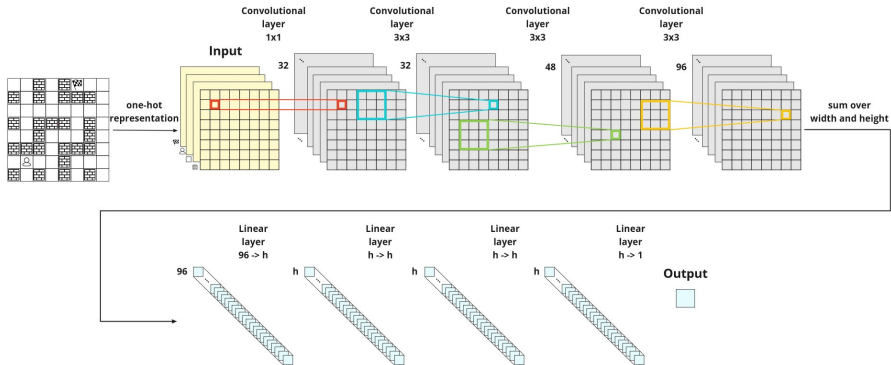 Convolutional
layer
1x1
Convolutional
layer
3x3
Convolutional
layer
3x3
Convolutional
layer
3x3
Input
32
32
48
96
one-hot
representation
sum over
width and height
Linear
layer
96 -> h
Linear
layer
h -> h
Linear
layer
h -> h
Linear
layer
h -> 1
96
h
h
h
Output